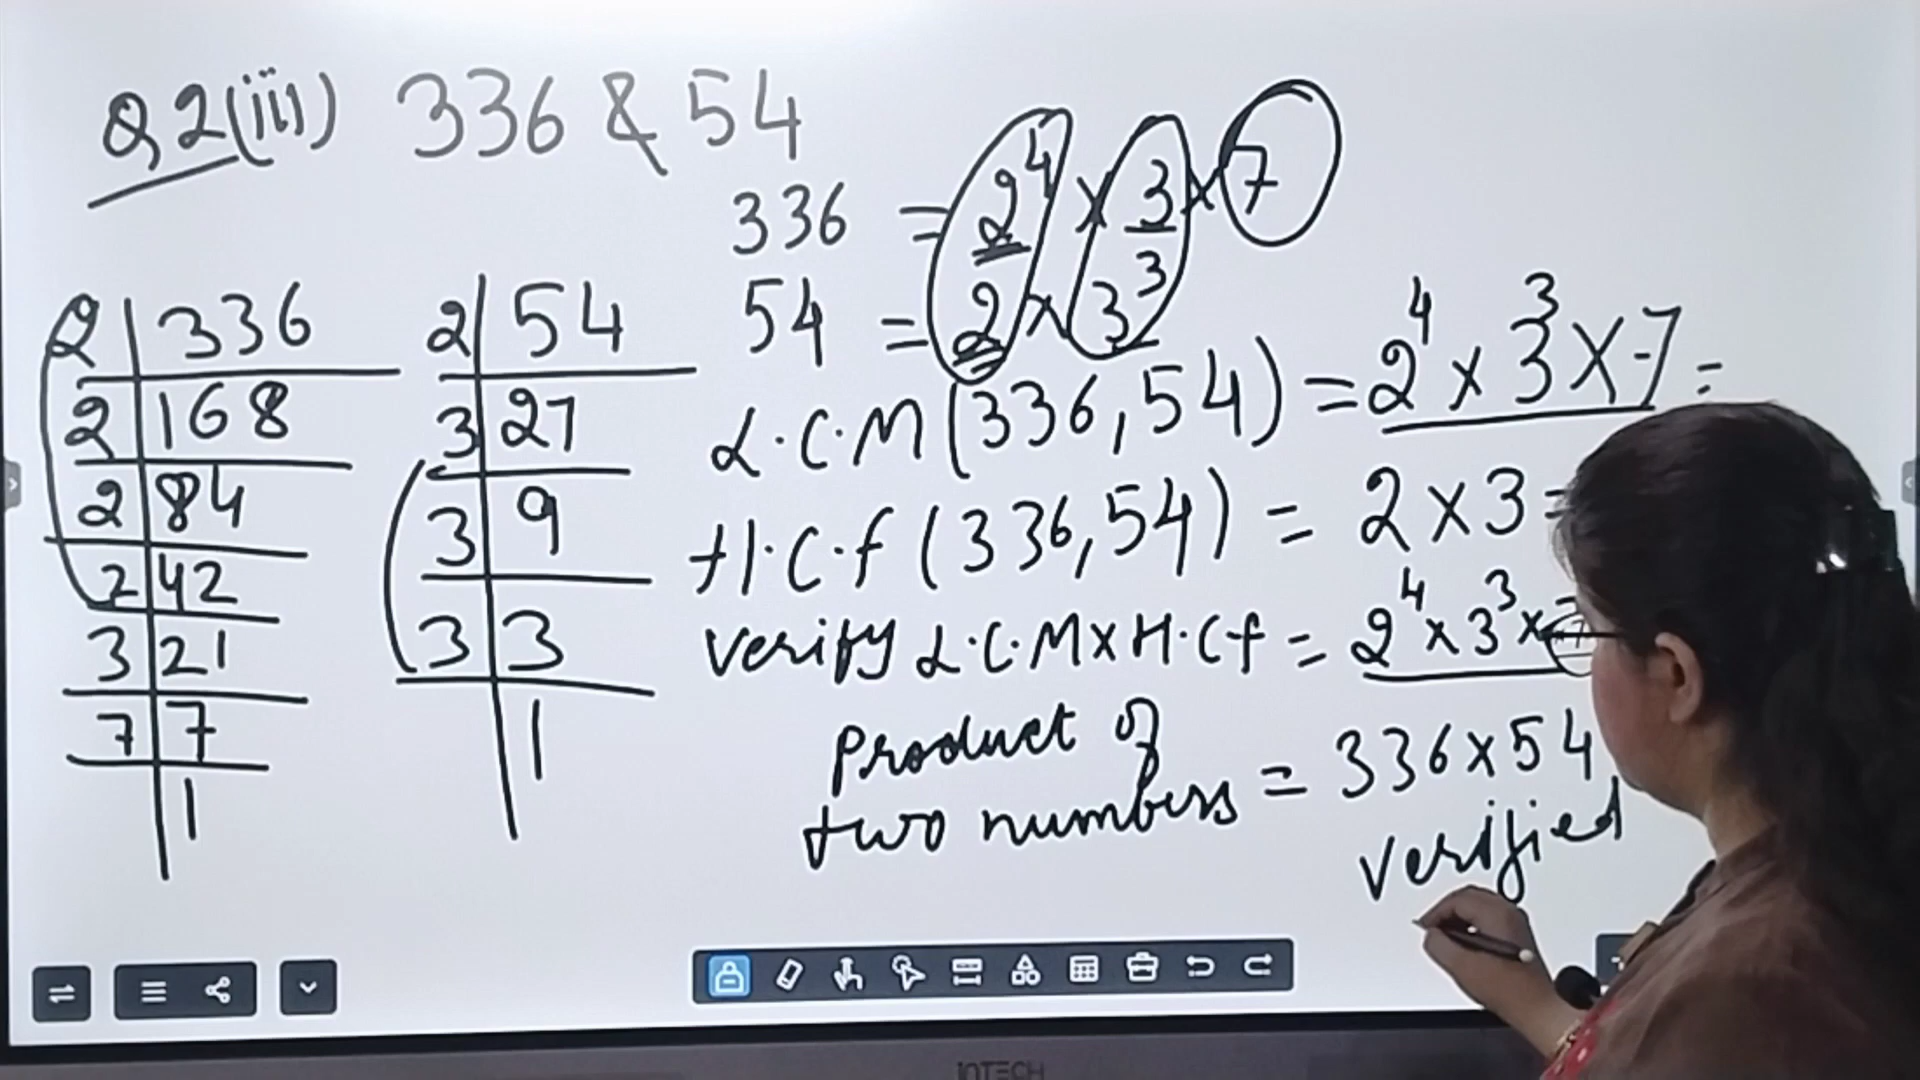 Q 2(iii) 336 & 54
336 = 2⁴ × 3 × 7
54 = 2 × 3³
2 | 336
2 | 168
2 | 84
2 | 42
3 | 21
7 | 7
1
2 | 54
3 | 27
3 | 9
3 | 3
1
L.C.M (336, 54) = 2⁴ × 3³ × 7 =
H.C.f (336, 54) = 2 × 3 =
verify L.C.M × H.C.f = 2⁴ × 3³ ×
product of
two numbers = 336 × 54
verified
INTECH